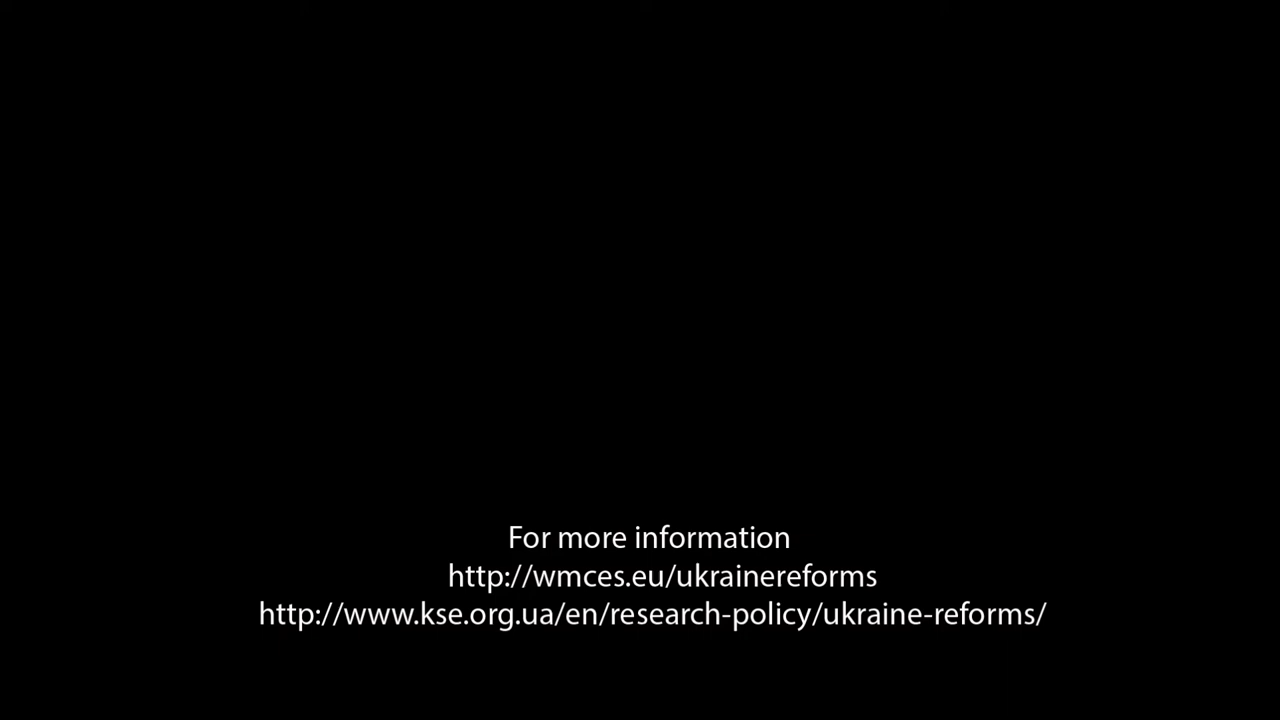 For more information
http://wmces.eu/ukrainereforms
http://www.kse.org.ua/en/research-policy/ukraine-reforms/